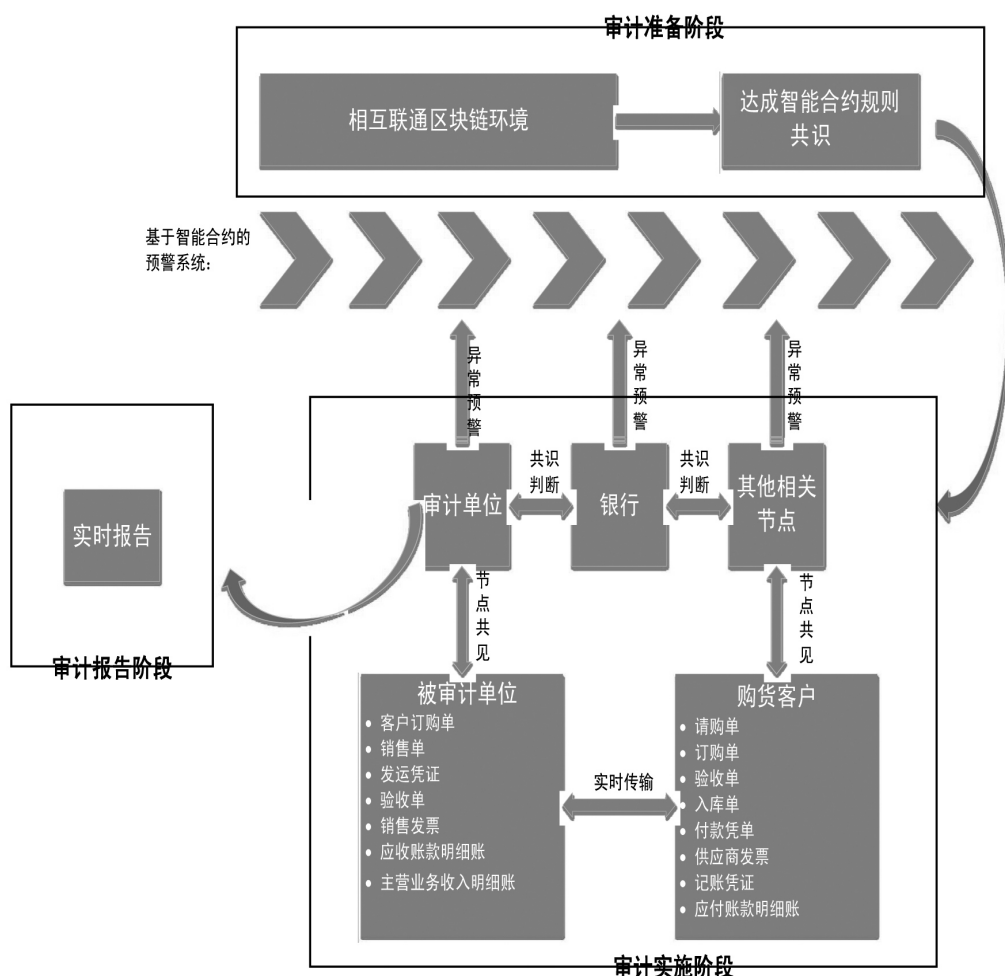 审计准备阶段
相互联通区块链环境
达成智能合约规则
共识
基于智能合约的
预警系统:
异常预警
异常预警
异常预警
审计单位
共识
判断
银行
共识
判断
其他相关
节点
实时报告
审计报告阶段
节点共见
节点共见
被审计单位
• 客户订购单
• 销售单
• 发运凭证
• 验收单
• 销售发票
• 应收账款明细账
• 主营业务收入明细账
实时传输
购货客户
• 请购单
• 订购单
• 验收单
• 入库单
• 付款凭单
• 供应商发票
• 记账凭证
• 应付账款明细账
审计实施阶段